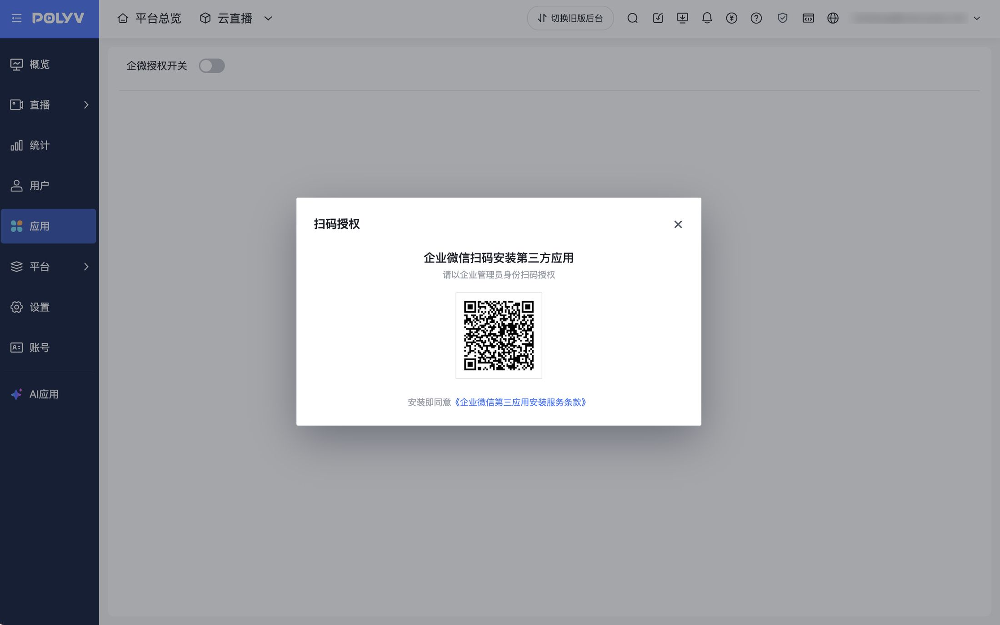 POLYV
平台总览
云直播
切换旧版后台
概览
直播
统计
用户
应用
平台
设置
账号
AI应用
企微授权开关
扫码授权
企业微信扫码安装第三方应用
请以企业管理员身份扫码授权
安装即同意《企业微信第三应用安装服务条款》